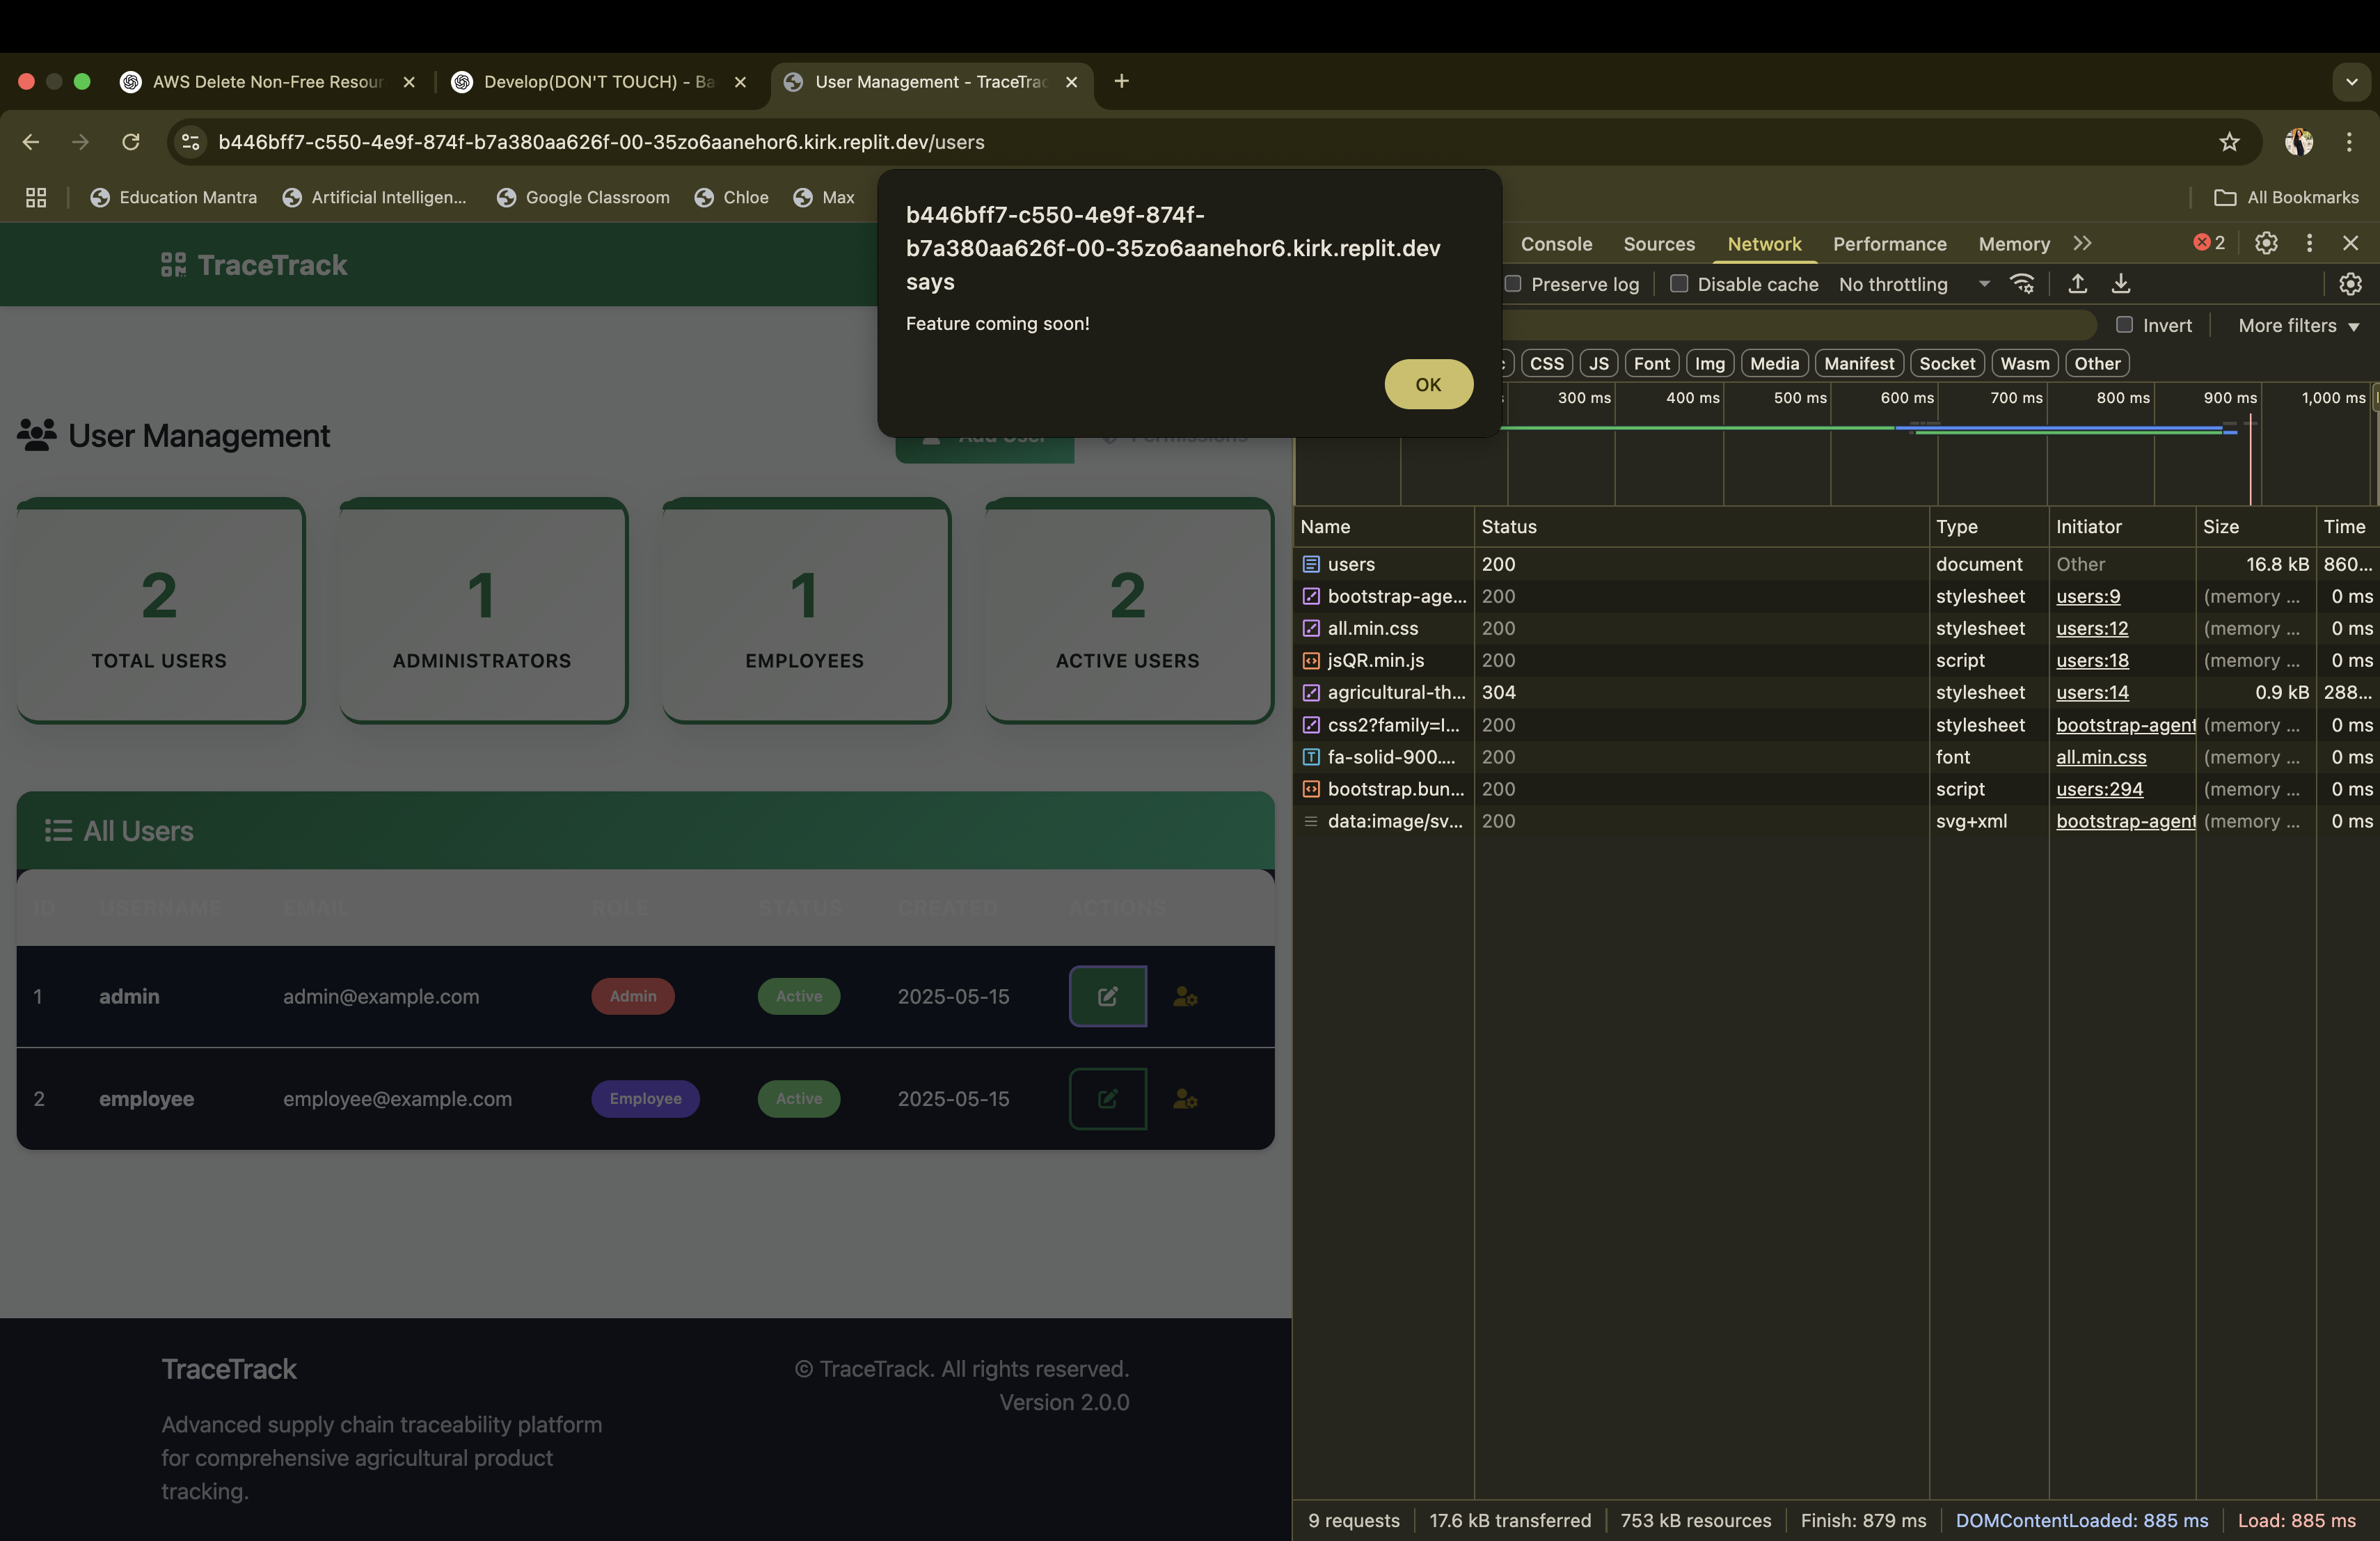 AWS Delete Non-Free Resour
Develop(DON'T TOUCH) - Ba
User Management - TraceTrac
b446bff7-c550-4e9f-874f-b7a380aa626f-00-35zo6aanehor6.kirk.replit.dev/users
Education Mantra
Artificial Intelligen...
Google Classroom
Chloe
Max
All Bookmarks
b446bff7-c550-4e9f-874f-
b7a380aa626f-00-35zo6aanehor6.kirk.replit.dev
says
Feature coming soon!
OK
TraceTrack
User Management
Add User
Permissions
2
TOTAL USERS
1
ADMINISTRATORS
1
EMPLOYEES
2
ACTIVE USERS
All Users
ID USERNAME EMAIL ROLE STATUS CREATED ACTIONS
1 admin admin@example.com Admin Active 2025-05-15
2 employee employee@example.com Employee Active 2025-05-15
TraceTrack
Advanced supply chain traceability platform
for comprehensive agricultural product
tracking.
© TraceTrack. All rights reserved.
Version 2.0.0
Console Sources Network Performance Memory 2
Preserve log Disable cache No throttling
Invert More filters
CSS JS Font Img Media Manifest Socket Wasm Other
300 ms 400 ms 500 ms 600 ms 700 ms 800 ms 900 ms 1,000 ms
Name Status Type Initiator Size Time
users 200 document Other 16.8 kB 860...
bootstrap-age... 200 stylesheet users:9 (memory ... 0 ms
all.min.css 200 stylesheet users:12 (memory ... 0 ms
jsQR.min.js 200 script users:18 (memory ... 0 ms
agricultural-th... 304 stylesheet users:14 0.9 kB 288...
css2?family=I... 200 stylesheet bootstrap-agent (memory ... 0 ms
fa-solid-900.... 200 font all.min.css (memory ... 0 ms
bootstrap.bun... 200 script users:294 (memory ... 0 ms
data:image/sv... 200 svg+xml bootstrap-agent (memory ... 0 ms
9 requests 17.6 kB transferred 753 kB resources Finish: 879 ms DOMContentLoaded: 885 ms Load: 885 ms